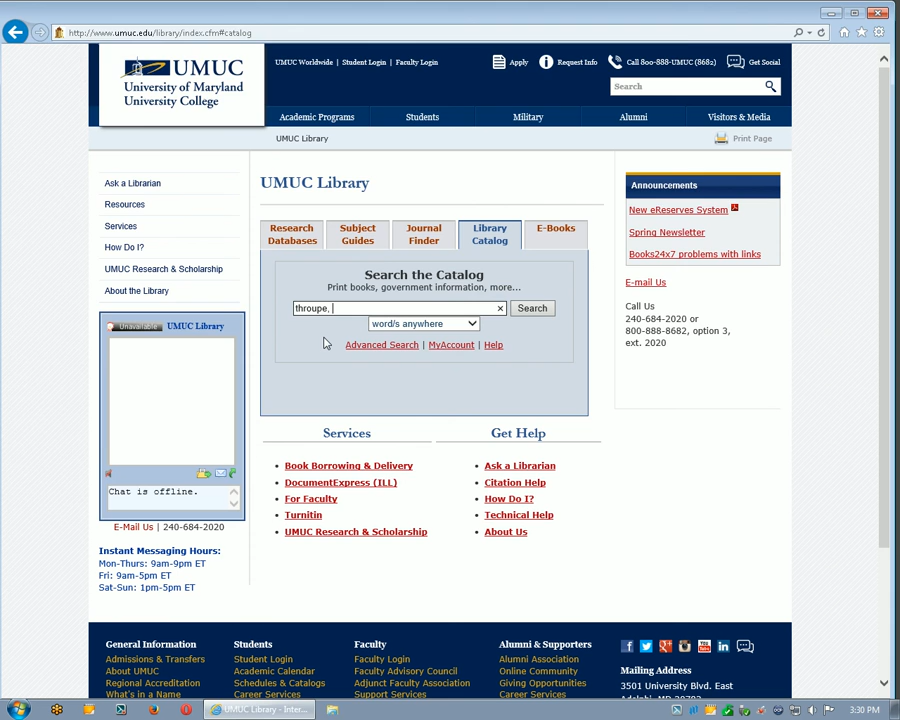 http://www.umuc.edu/library/index.cfm#catalog
UMUC
University of Maryland
University College
UMUC Worldwide | Student Login | Faculty Login
Apply
Request Info
Call 800-888-UMUC (8682)
Get Social
Search
Academic Programs
Students
Military
Alumni
Visitors & Media
UMUC Library
Print Page
Ask a Librarian
Resources
Services
How Do I?
UMUC Research & Scholarship
About the Library
Unavailable
UMUC Library
Chat is offline.
E-Mail Us | 240-684-2020
Instant Messaging Hours:
Mon-Thurs: 9am-9pm ET
Fri: 9am-5pm ET
Sat-Sun: 1pm-5pm ET
UMUC Library
Research
Databases
Subject
Guides
Journal
Finder
Library
Catalog
E-Books
Search the Catalog
Print books, government information, more...
throupe,
Search
word/s anywhere
Advanced Search | MyAccount | Help
Services
Book Borrowing & Delivery
DocumentExpress (ILL)
For Faculty
Turnitin
UMUC Research & Scholarship
Get Help
Ask a Librarian
Citation Help
How Do I?
Technical Help
About Us
Announcements
New eReserves System
Spring Newsletter
Books24x7 problems with links
E-mail Us
Call Us
240-684-2020 or
800-888-8682, option 3,
ext. 2020
General Information
Admissions & Transfers
About UMUC
Regional Accreditation
What's in a Name
Students
Student Login
Academic Calendar
Schedules & Catalogs
Career Services
Faculty
Faculty Login
Faculty Advisory Council
Adjunct Faculty Association
Support Services
Alumni & Supporters
Alumni Association
Online Community
Giving Opportunities
Career Services
Mailing Address
3501 University Blvd. East
Adelphi, MD 20783
UMUC Library - Inter...
3:30 PM